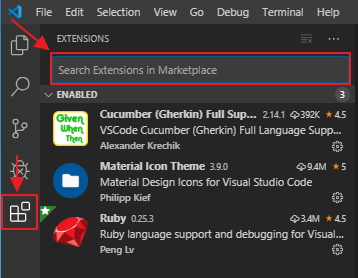 File Edit Selection View Go Debug Terminal Help
EXTENSIONS
Search Extensions in Marketplace
ENABLED 3
Given When Then
Cucumber (Gherkin) Full Sup... 2.14.1 392K 4.5
VSCode Cucumber (Gherkin) Full Language Supp...
Alexander Krechik
Material Icon Theme 3.9.0 9.4M 5
Material Design Icons for Visual Studio Code
Philipp Kief
Ruby 0.25.3 3.4M 4.5
Ruby language support and debugging for Visual...
Peng Lv